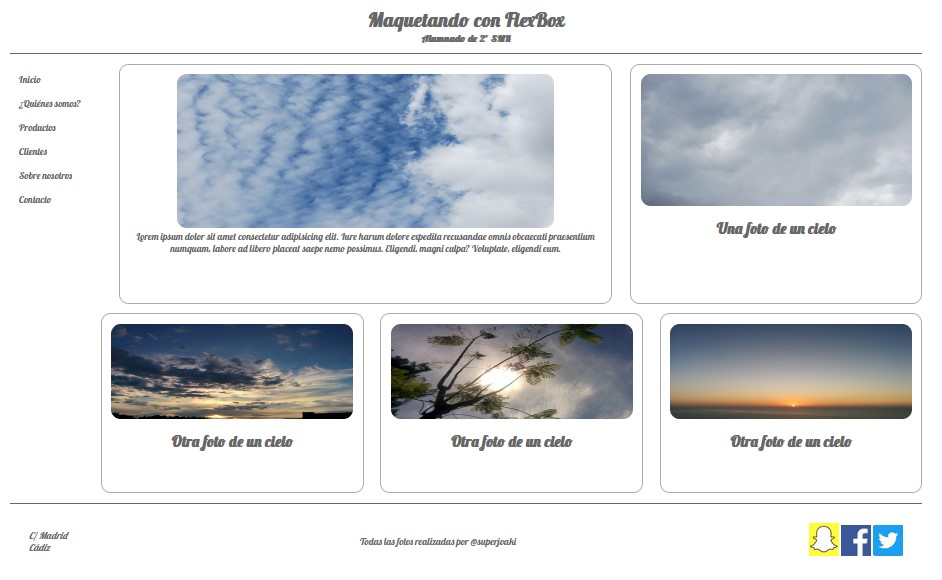 Maquetando con FlexBox
Alumnado de 2º SMR
Inicio
¿Quiénes somos?
Productos
Clientes
Sobre nosotros
Contacto
Lorem ipsum dolor sit amet consectetur adipisicing elit. Iure harum dolore expedita recusandae omnis obcaecati praesentium
numquam, labore ad libero placeat saepe nemo possimus. Eligendi, magni culpa? Voluptate, eligendi eum.
Una foto de un cielo
Otra foto de un cielo
Otra foto de un cielo
Otra foto de un cielo
C/ Madrid
Cádiz
Todas las fotos realizadas por @superjoaki